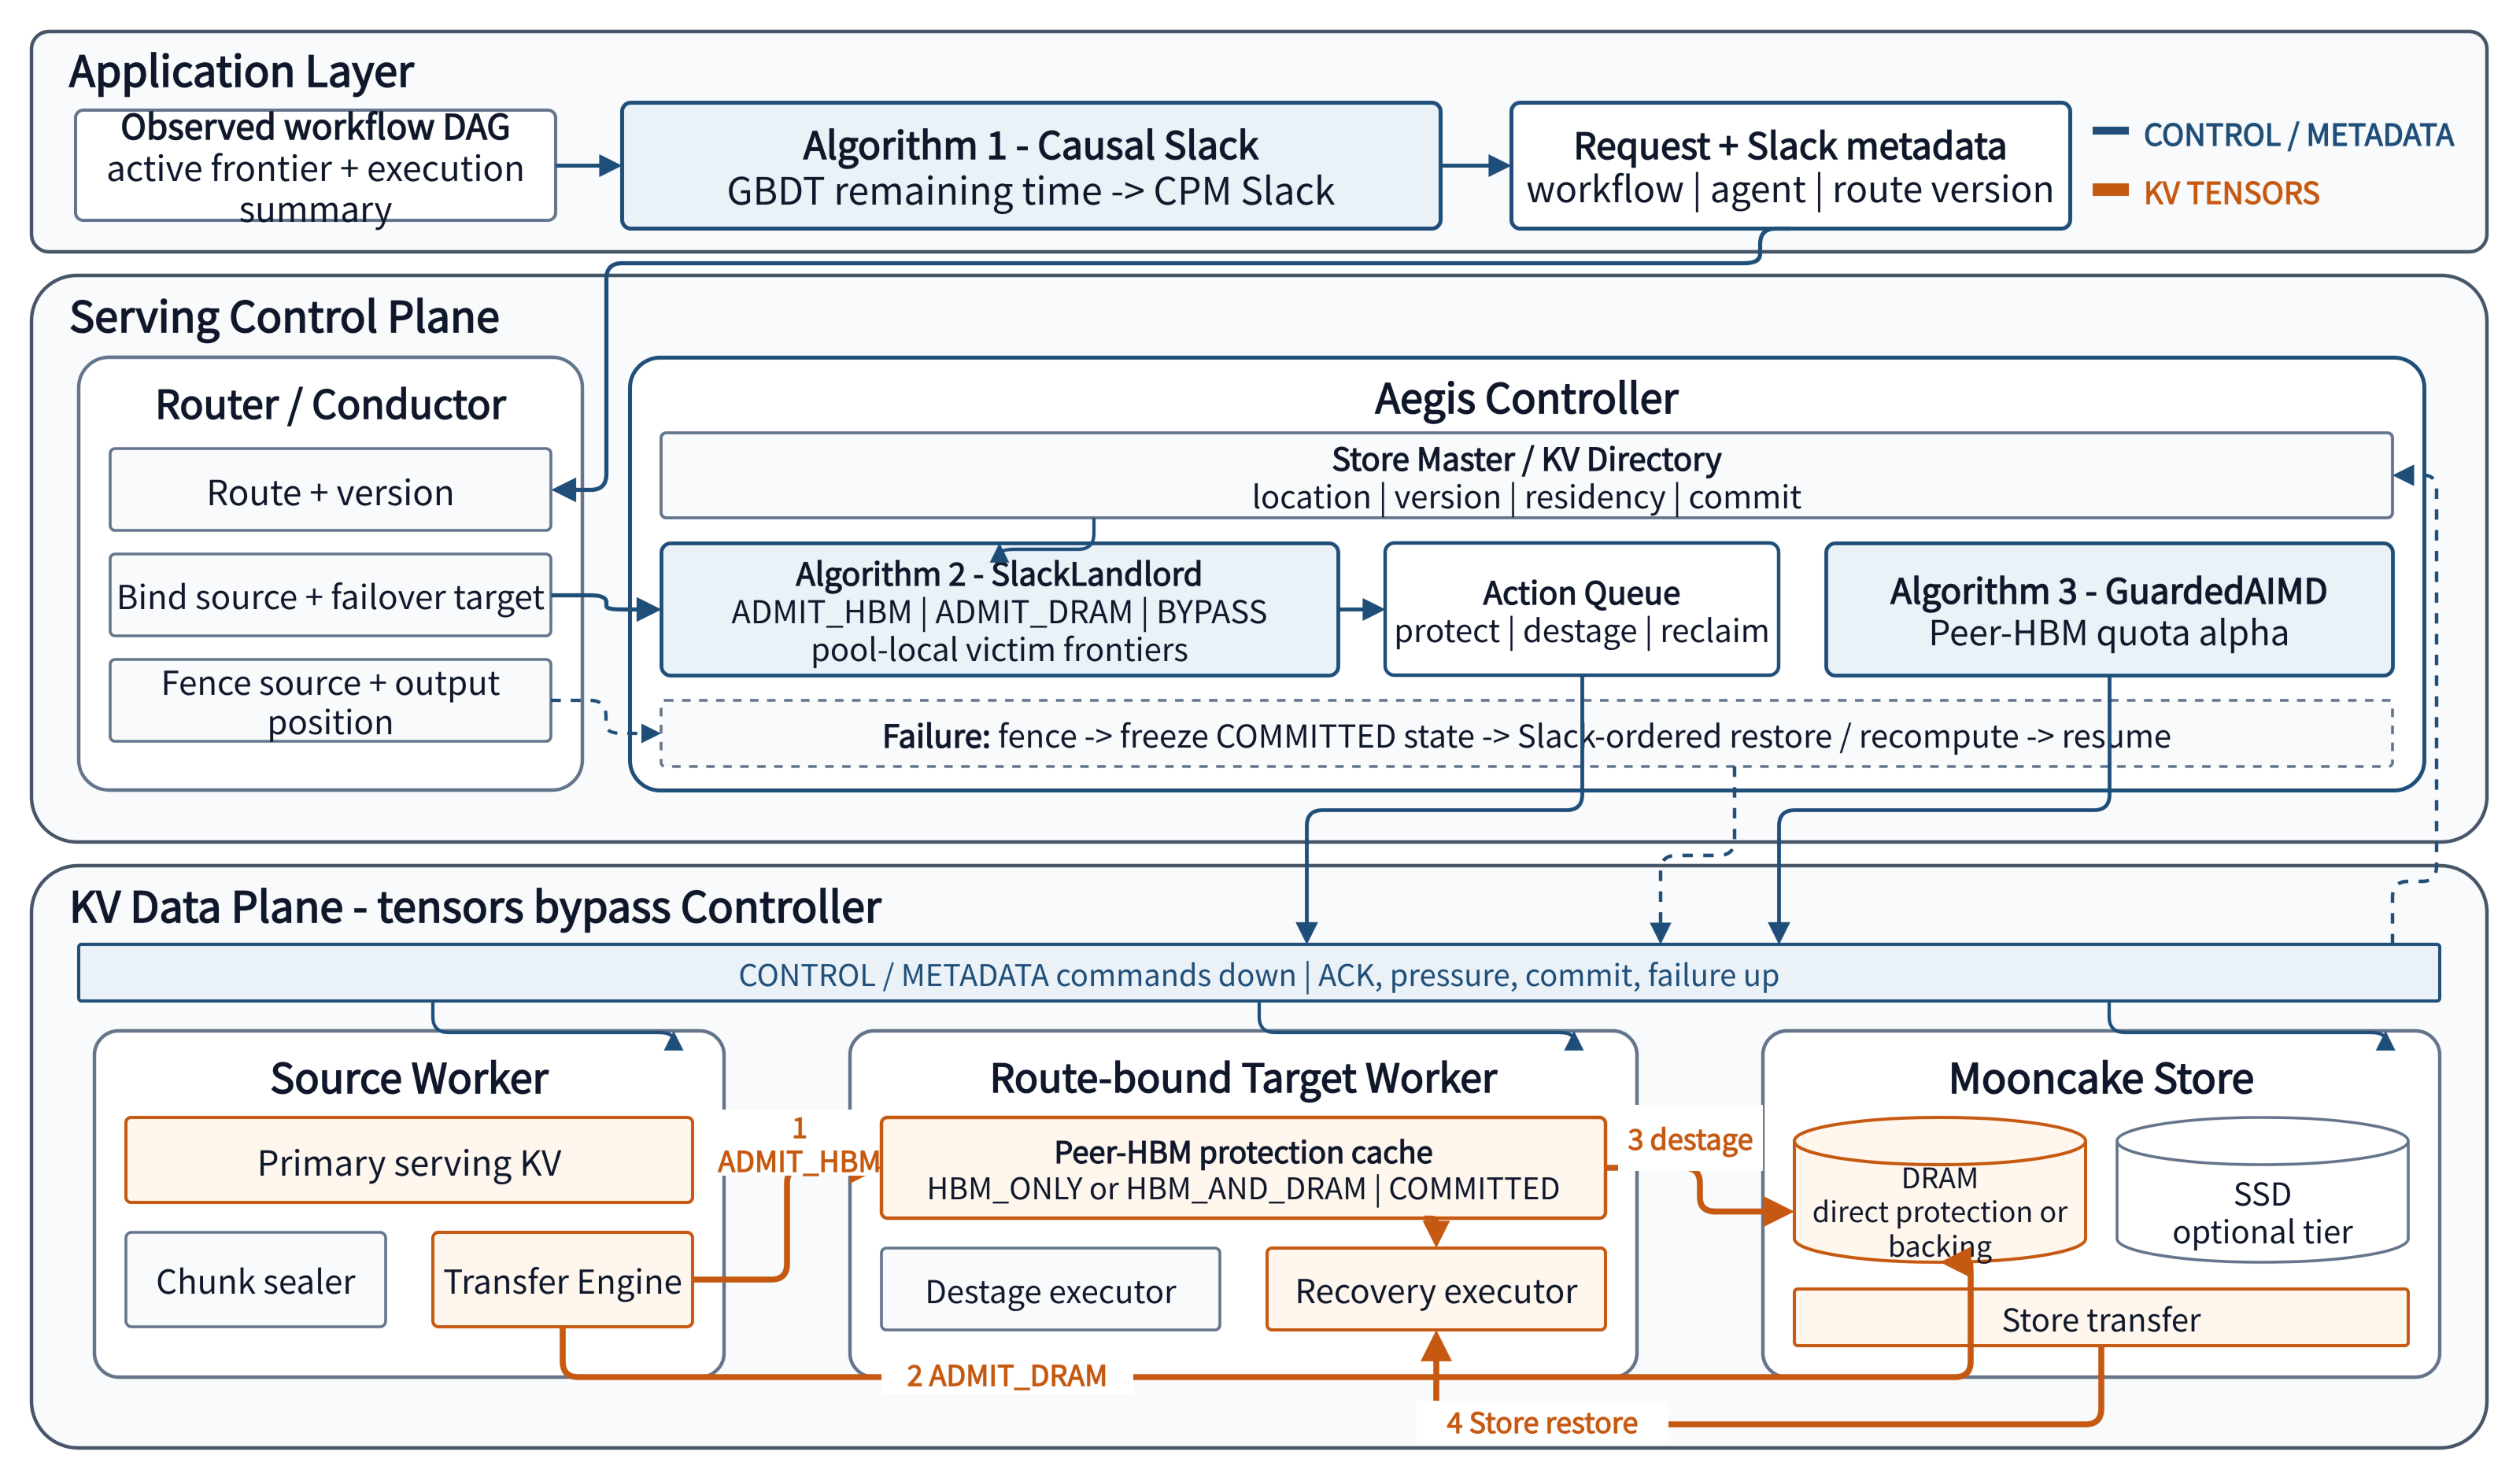 Application Layer
Observed workflow DAG
active frontier + execution
summary
Algorithm 1 - Causal Slack
GBDT remaining time -> CPM Slack
Request + Slack metadata
workflow | agent | route version
CONTROL / METADATA
KV TENSORS
Serving Control Plane
Router / Conductor
Route + version
Bind source + failover target
Fence source + output
position
Aegis Controller
Store Master / KV Directory
location | version | residency | commit
Algorithm 2 - SlackLandlord
ADMIT_HBM | ADMIT_DRAM | BYPASS
pool-local victim frontiers
Action Queue
protect | destage | reclaim
Algorithm 3 - GuardedAIMD
Peer-HBM quota alpha
Failure: fence -> freeze COMMITTED state -> Slack-ordered restore / recompute -> resume
KV Data Plane - tensors bypass Controller
CONTROL / METADATA commands down | ACK, pressure, commit, failure up
Source Worker
Primary serving KV
Chunk sealer
Transfer Engine
1
ADMIT_HBM
Route-bound Target Worker
Peer-HBM protection cache
HBM_ONLY or HBM_AND_DRAM | COMMITTED
Destage executor
Recovery executor
3 destage
Mooncake Store
DRAM
direct protection or
backing
SSD
optional tier
Store transfer
2 ADMIT_DRAM
4 Store restore